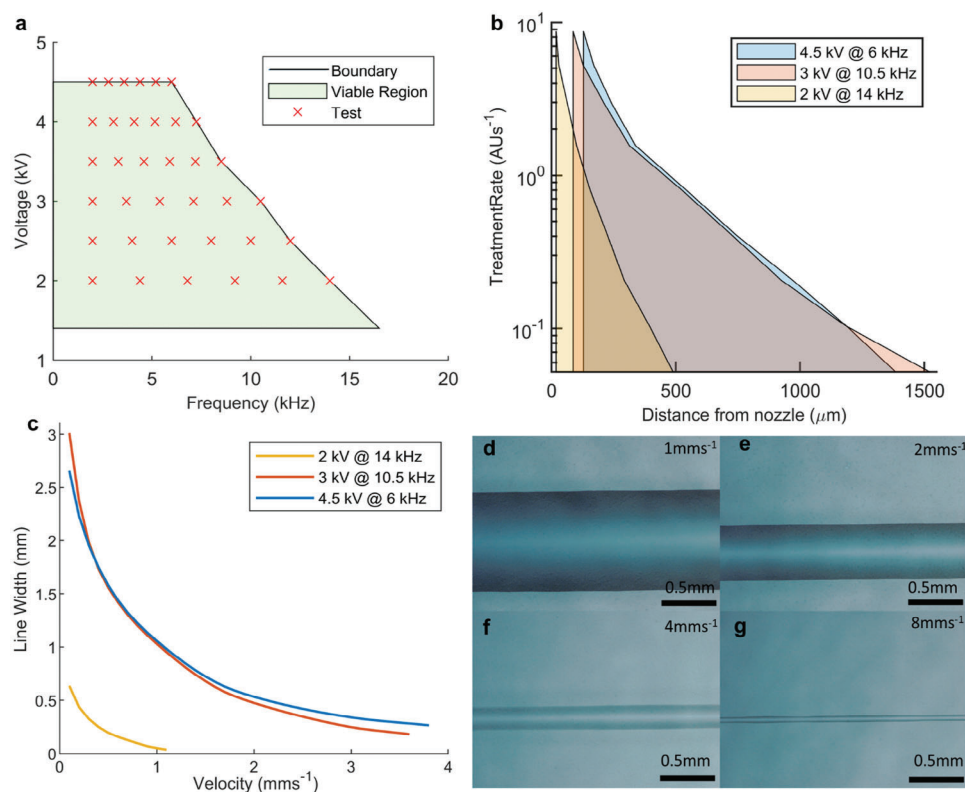 a
5
4
3
2
1
Voltage (kV)
0 5 10 15 20
Frequency (kHz)
Boundary
Viable Region
Test
b
10¹
10⁰
10⁻¹
TreatmentRate (AUs⁻¹)
0 500 1000 1500
Distance from nozzle (μm)
4.5 kV @ 6 kHz
3 kV @ 10.5 kHz
2 kV @ 14 kHz
c
3
2.5
2
1.5
1
0.5
0
Line Width (mm)
0 1 2 3 4
Velocity (mms⁻¹)
2 kV @ 14 kHz
3 kV @ 10.5 kHz
4.5 kV @ 6 kHz
d 1mms⁻¹
0.5mm
e 2mms⁻¹
0.5mm
f 4mms⁻¹
0.5mm
g 8mms⁻¹
0.5mm